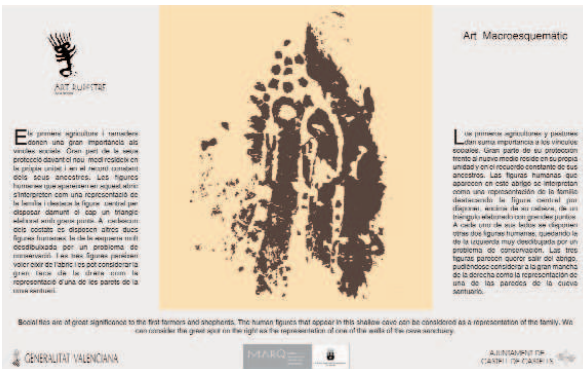 Art Macroesquemàtic
ART RUPESTRE
Els primers agricultors i ramaders
donen una gran importància als
vincles socials. Gran part de la seua
protecció davant el nou medi resideix en
la pròpia unitat i en el record constant
dels seus ancestres. Les figures
humanes que apareixen en aquest abric
s'interpreten com una representació de
la família i destaca la figura central per
disposar damunt el cap un triangle
elaborat amb grans punts. A cadascun
dels costats es disposen altres dues
figures humanes: la de la esquerra molt
desdibuixada per un problema de
conservació. Les tres figures pareixen
voler eixir de l'abric i es pot considerar la
gran taca de la dreta com la
representació d'una de les parets de la
cova santuari.
Los primeros agricultores y pastores
dan suma importancia a los vínculos
sociales. Gran parte de su protección
frente al nuevo medio reside en su propia
unidad y en el recuerdo constante de sus
ancestros. Las figuras humanas que
aparecen en este abrigo se interpretan
como una representación de la familia
destacando la figura central por
disponer, encima de su cabeza, de un
triángulo elaborado con grandes puntos.
A cada uno de sus lados se disponen
otras dos figuras humanas, quedando la
de la izquierda muy desdibujada por un
problema de conservación. Las tres
figuras parecen querer salir del abrigo,
pudiéndose considerar a la gran mancha
de la derecha como la representación de
una de las paredes de la cueva
santuario.
Social ties are of great significance to the first farmers and shepherds. The human figures that appear in this shallow cave can be considered as a representation of the family. We
can consider the great spot on the right as the representation of one of the walls of the cave sanctuary.
GENERALITAT VALENCIANA
MARQ
AJUNTAMENT DE
CASTELL DE CASTELLS